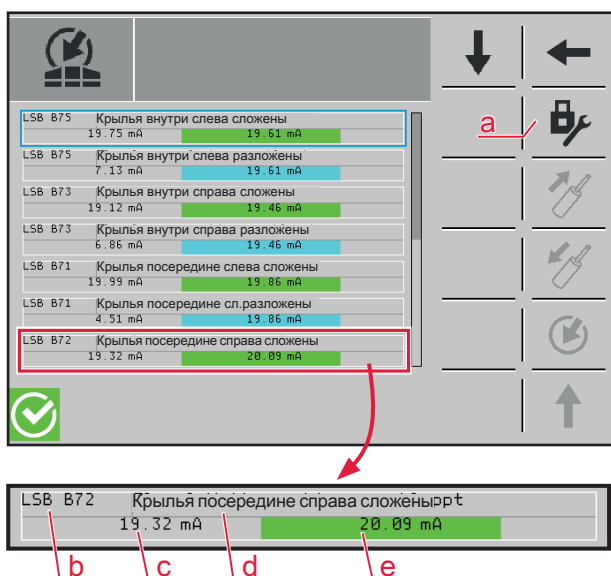 LSB B75 Крылья внутри слева сложены
19.75 mA 19.61 mA
LSB B75 Крылья внутри слева разложены
7.13 mA 19.61 mA
LSB B73 Крылья внутри справа сложены
19.12 mA 19.46 mA
LSB B73 Крылья внутри справа разложены
6.86 mA 19.46 mA
LSB B71 Крылья посередине слева сложены
19.99 mA 19.86 mA
LSB B71 Крылья посередине сл.разложены
4.51 mA 19.86 mA
LSB B72 Крылья посередине справа сложены
19.32 mA 20.09 mA
a
LSB B72 Крылья посередине справа сложеныppt
19.32 mA 20.09 mA
b c d e